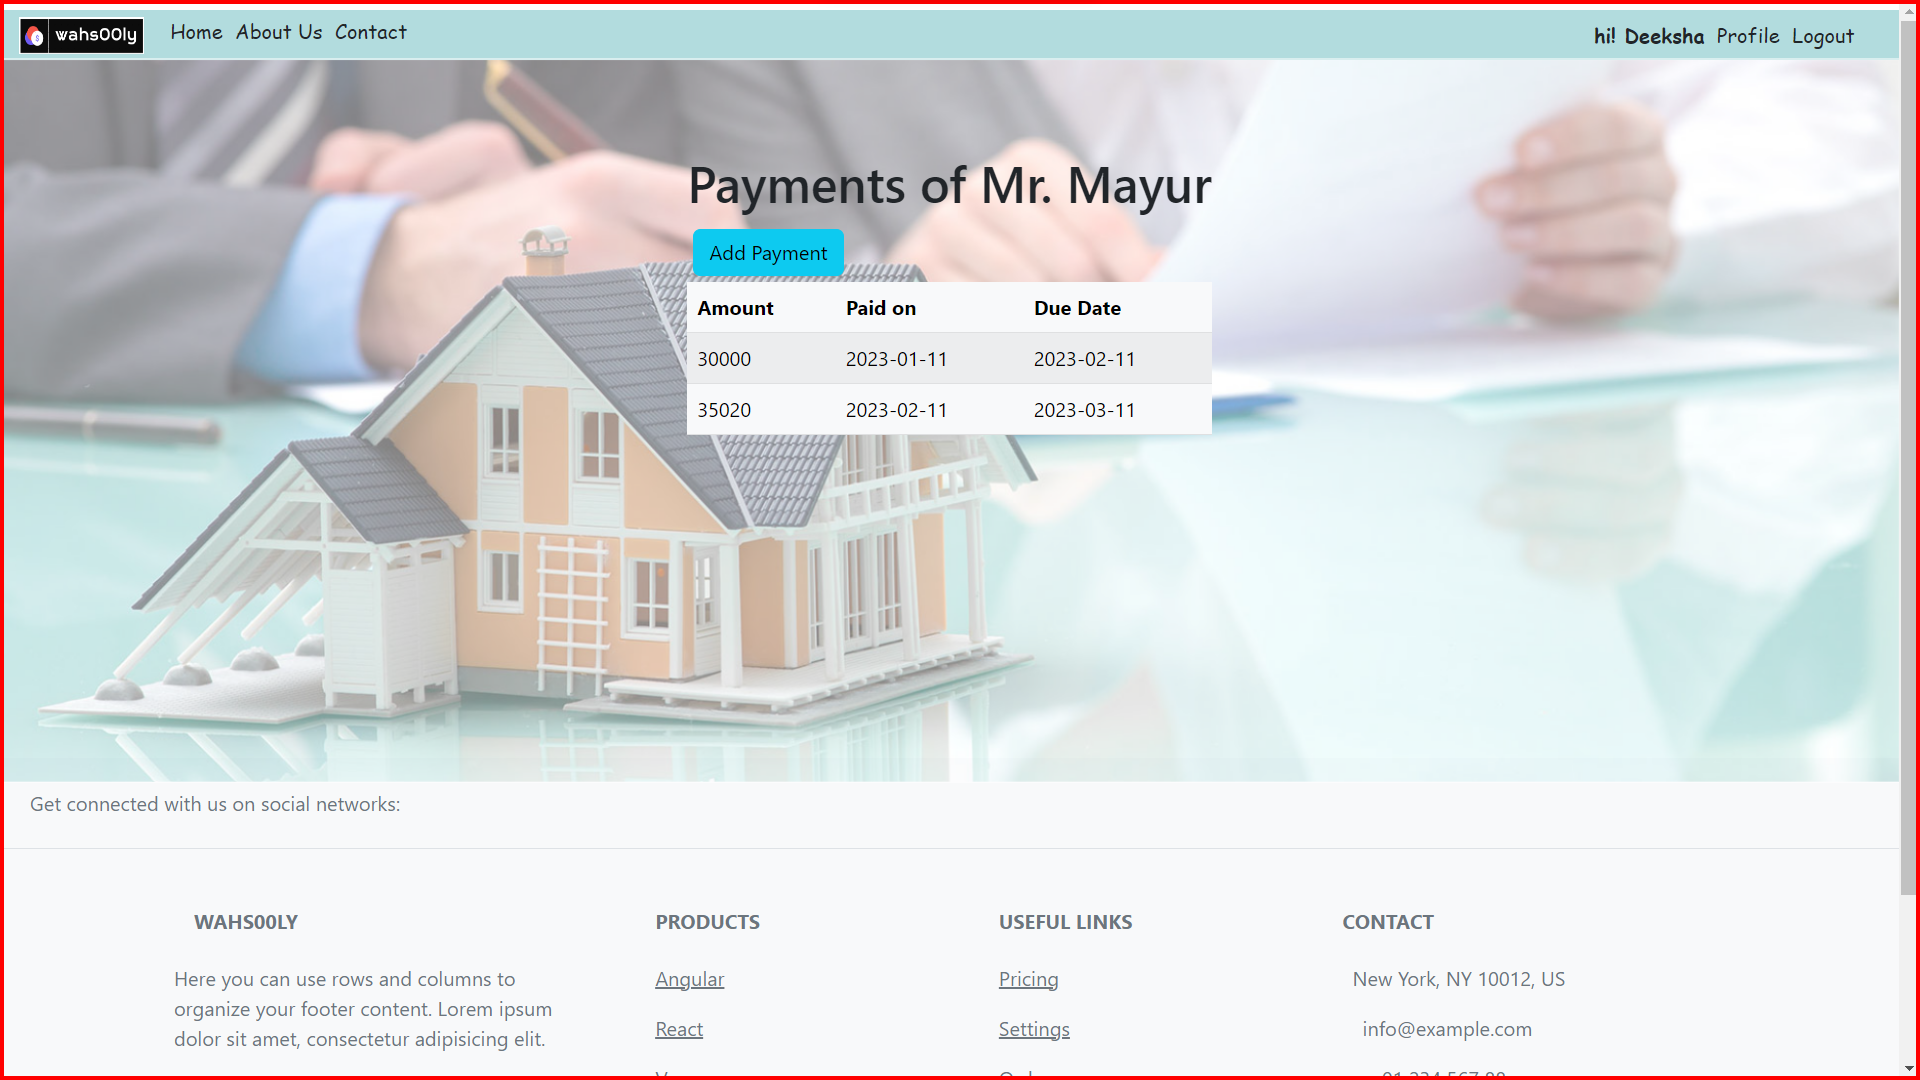 wahs00ly Home About Us Contact hi! Deeksha Profile Logout
Payments of Mr. Mayur
Add Payment
Amount Paid on Due Date
30000 2023-01-11 2023-02-11
35020 2023-02-11 2023-03-11
Get connected with us on social networks:
WAHS00LY PRODUCTS USEFUL LINKS CONTACT
Here you can use rows and columns to
organize your footer content. Lorem ipsum
dolor sit amet, consectetur adipisicing elit.
Angular
React
Pricing
Settings
New York, NY 10012, US
info@example.com